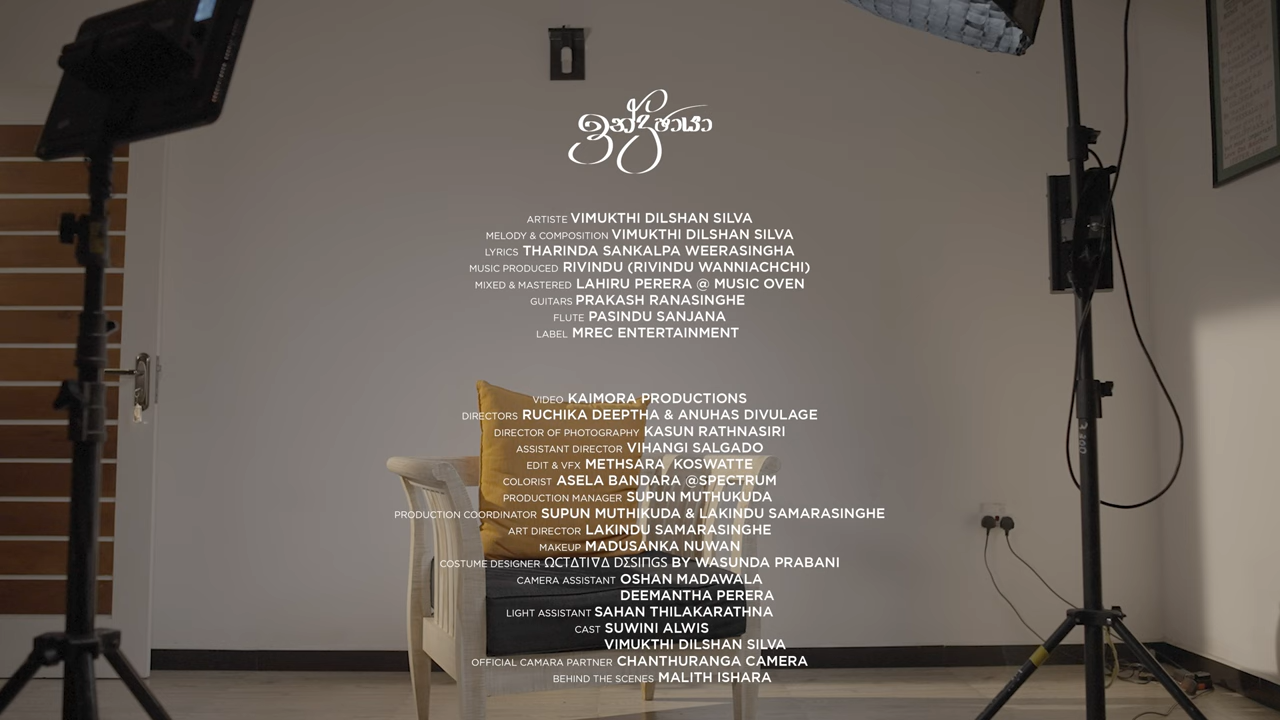 ඉන්ද්‍රඡායා
ARTISTE VIMUKTHI DILSHAN SILVA
MELODY & COMPOSITION VIMUKTHI DILSHAN SILVA
LYRICS THARINDA SANKALPA WEERASINGHA
MUSIC PRODUCED RIVINDU (RIVINDU WANNIACHCHI)
MIXED & MASTERED LAHIRU PERERA @ MUSIC OVEN
GUITARS PRAKASH RANASINGHE
FLUTE PASINDU SANJANA
LABEL MREC ENTERTAINMENT
VIDEO KAIMORA PRODUCTIONS
DIRECTORS RUCHIKA DEEPTHA & ANUHAS DIVULAGE
DIRECTOR OF PHOTOGRAPHY KASUN RATHNASIRI
ASSISTANT DIRECTOR VIHANGI SALGADO
EDIT & VFX METHSARA KOSWATTE
COLORIST ASELA BANDARA @SPECTRUM
PRODUCTION MANAGER SUPUN MUTHUKUDA
PRODUCTION COORDINATOR SUPUN MUTHIKUDA & LAKINDU SAMARASINGHE
ART DIRECTOR LAKINDU SAMARASINGHE
MAKEUP MADUSANKA NUWAN
COSTUME DESIGNER ΩCTΔTIVΔ DΣSIΠGS BY WASUNDA PRABANI
CAMERA ASSISTANT OSHAN MADAWALA
DEEMANTHA PERERA
LIGHT ASSISTANT SAHAN THILAKARATHNA
CAST SUWINI ALWIS
VIMUKTHI DILSHAN SILVA
OFFICIAL CAMARA PARTNER CHANTHURANGA CAMERA
BEHIND THE SCENES MALITH ISHARA